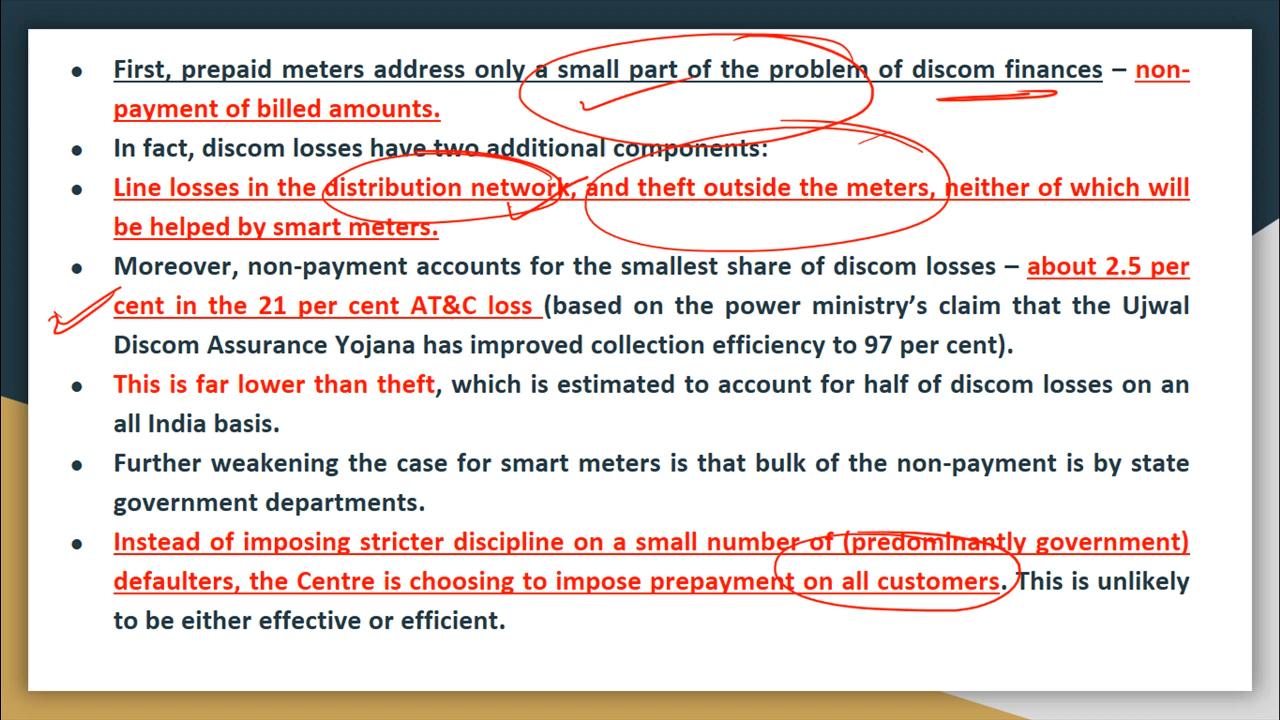 • First, prepaid meters address only a small part of the problem of discom finances – non-
payment of billed amounts.
• In fact, discom losses have two additional components:
• Line losses in the distribution network, and theft outside the meters, neither of which will
be helped by smart meters.
• Moreover, non-payment accounts for the smallest share of discom losses – about 2.5 per
cent in the 21 per cent AT&C loss (based on the power ministry’s claim that the Ujwal
Discom Assurance Yojana has improved collection efficiency to 97 per cent).
• This is far lower than theft, which is estimated to account for half of discom losses on an
all India basis.
• Further weakening the case for smart meters is that bulk of the non-payment is by state
government departments.
• Instead of imposing stricter discipline on a small number of (predominantly government)
defaulters, the Centre is choosing to impose prepayment on all customers. This is unlikely
to be either effective or efficient.